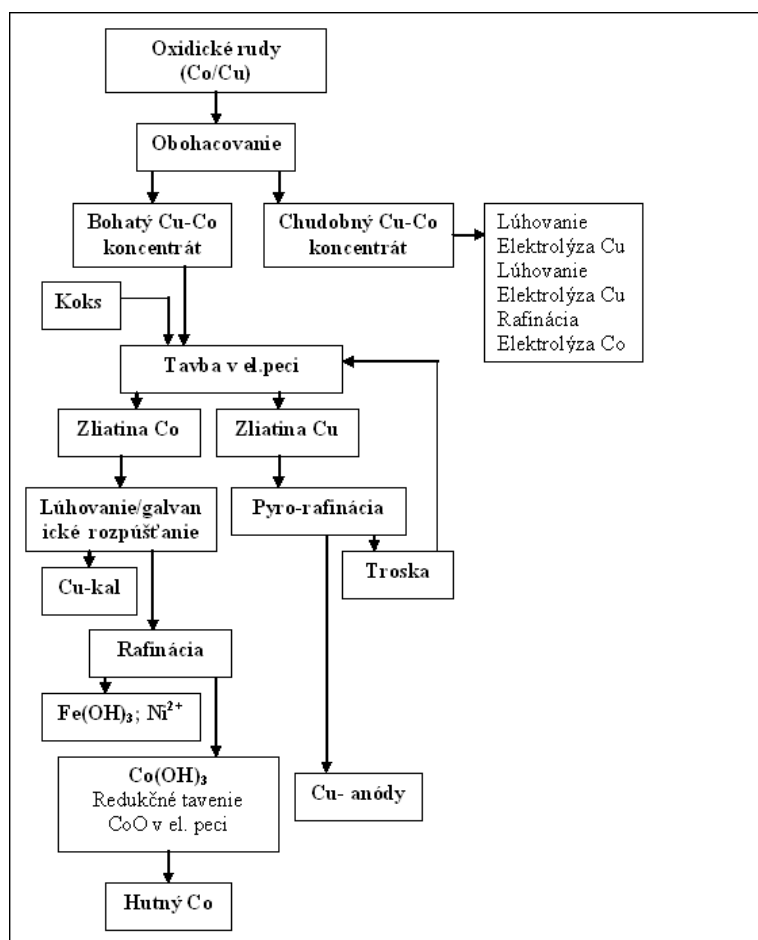 Oxidické rudy
(Co/Cu)
Obohacovanie
Bohatý Cu-Co
koncentrát
Chudobný Cu-Co
koncentrát
Lúhovanie
Elektrolýza Cu
Lúhovanie
Elektrolýza Cu
Rafinácia
Elektrolýza Co
Koks
Tavba v el.peci
Zliatina Co
Zliatina Cu
Lúhovanie/galvan
ické rozpúšťanie
Pyro-rafinácia
Cu-kal
Troska
Rafinácia
Fe(OH)₃; Ni²⁺
Co(OH)₃
Redukčné tavenie
CoO v el. peci
Cu- anódy
Hutný Co